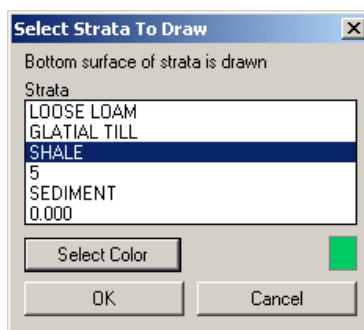 Select Strata To Draw
Bottom surface of strata is drawn
Strata
LOOSE LOAM
GLATIAL TILL
SHALE
5
SEDIMENT
0.000
Select Color
OK Cancel